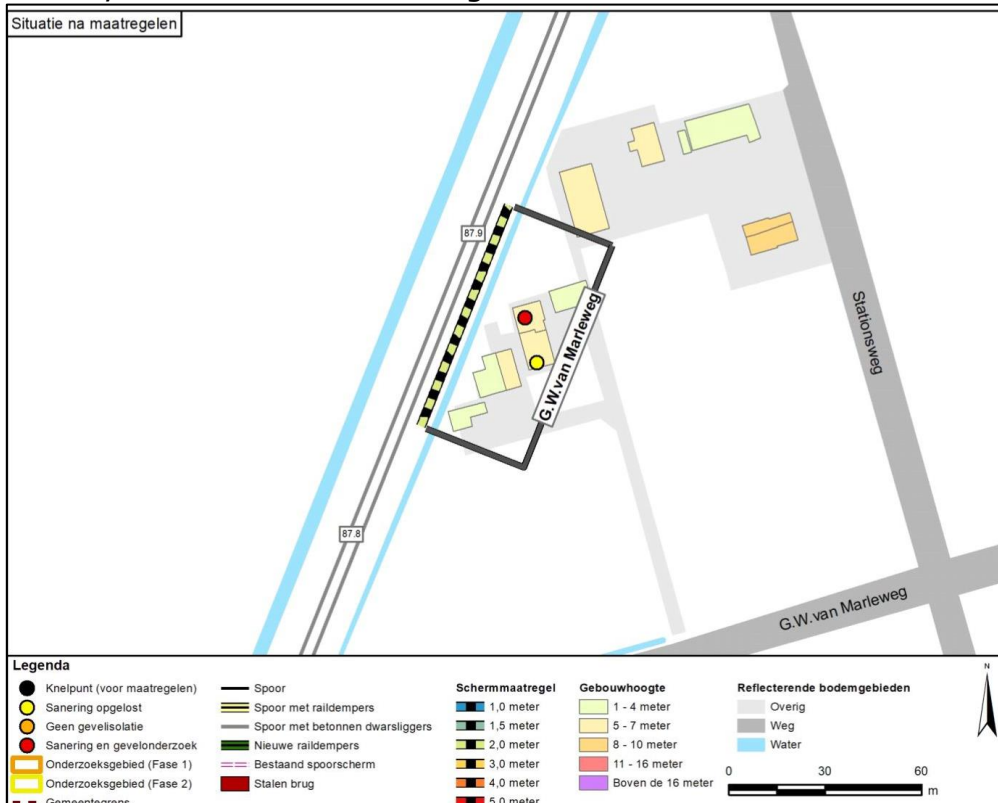 Situatie na maatregelen
87.9
G.W.van Marleweg
Stationsweg
87.8
G.W.van Marleweg
Legenda
Knelpunt (voor maatregelen)
Sanering opgelost
Geen gevelisolatie
Sanering en gevelonderzoek
Onderzoeksgebied (Fase 1)
Onderzoeksgebied (Fase 2)
Gemeentegrens
Spoor
Spoor met raildempers
Spoor met betonnen dwarsliggers
Nieuwe raildempers
Bestaand spoorscherm
Stalen brug
Schermmaatregel
1,0 meter
1,5 meter
2,0 meter
3,0 meter
4,0 meter
5,0 meter
Gebouwhoogte
1 - 4 meter
5 - 7 meter
8 - 10 meter
11 - 16 meter
Boven de 16 meter
Reflecterende bodemgebieden
Overig
Weg
Water
N
0 30 60
m